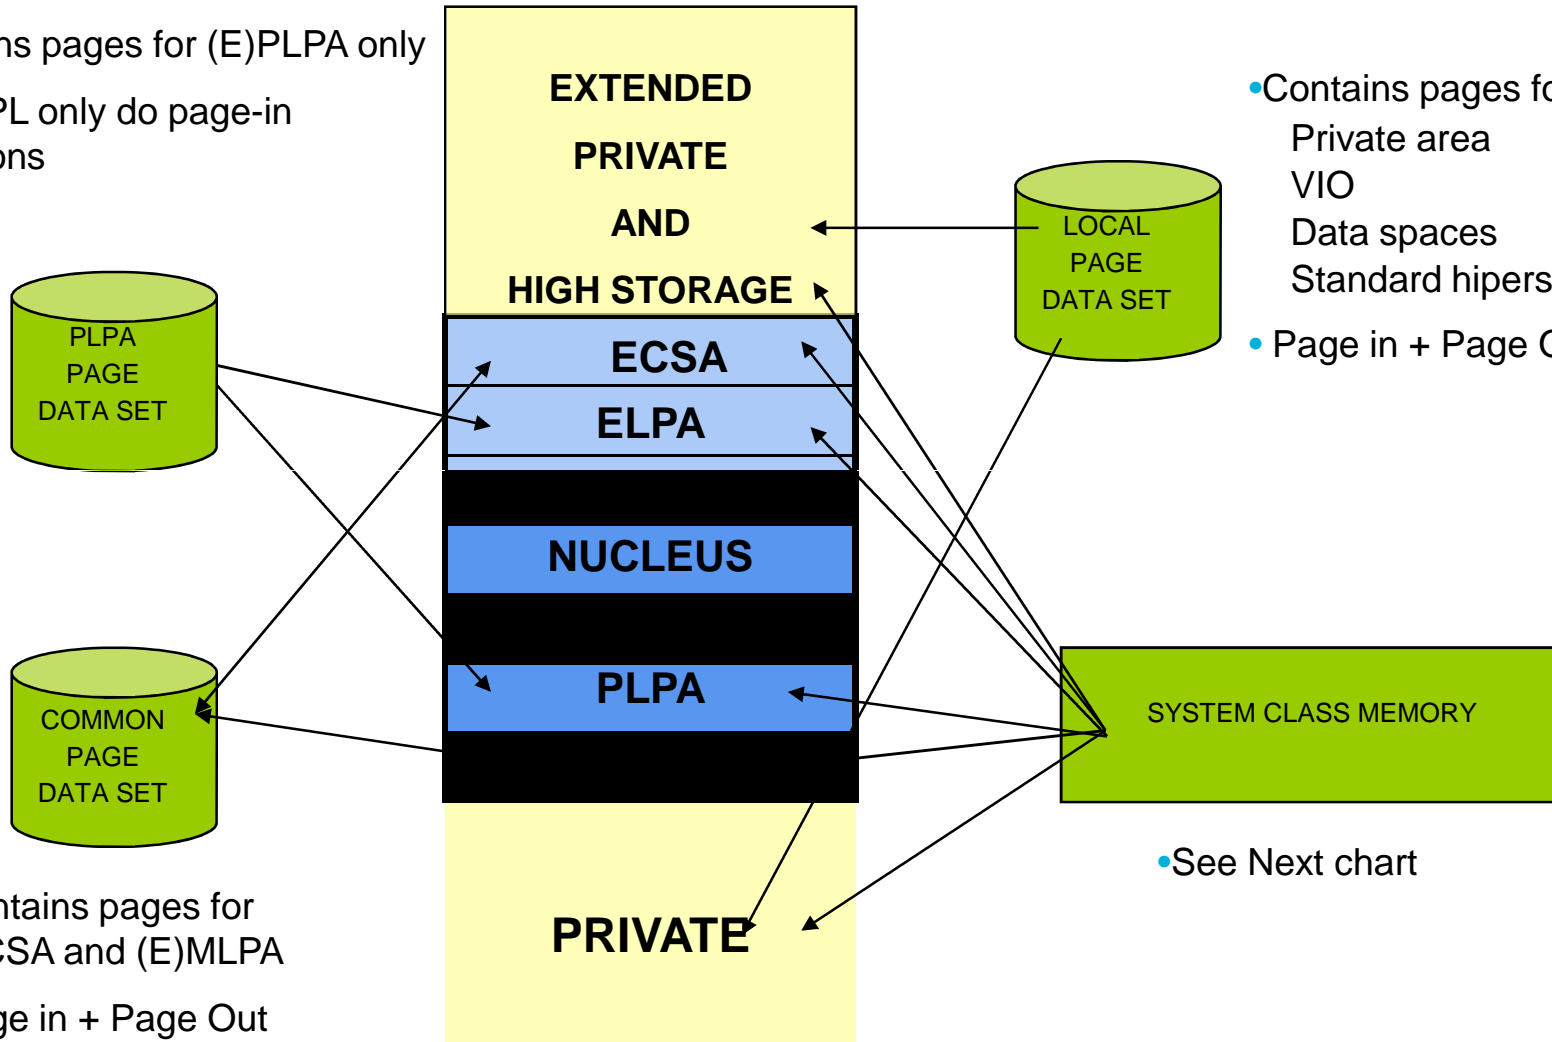 ns pages for (E)PLPA only
PL only do page-in
ons
PLPA
PAGE
DATA SET
COMMON
PAGE
DATA SET
ntains pages for
CSA and (E)MLPA
ge in + Page Out
EXTENDED
PRIVATE
AND
HIGH STORAGE
ECSA
ELPA
NUCLEUS
PLPA
PRIVATE
LOCAL
PAGE
DATA SET
•Contains pages fo
Private area
VIO
Data spaces
Standard hipers
• Page in + Page O
SYSTEM CLASS MEMORY
•See Next chart